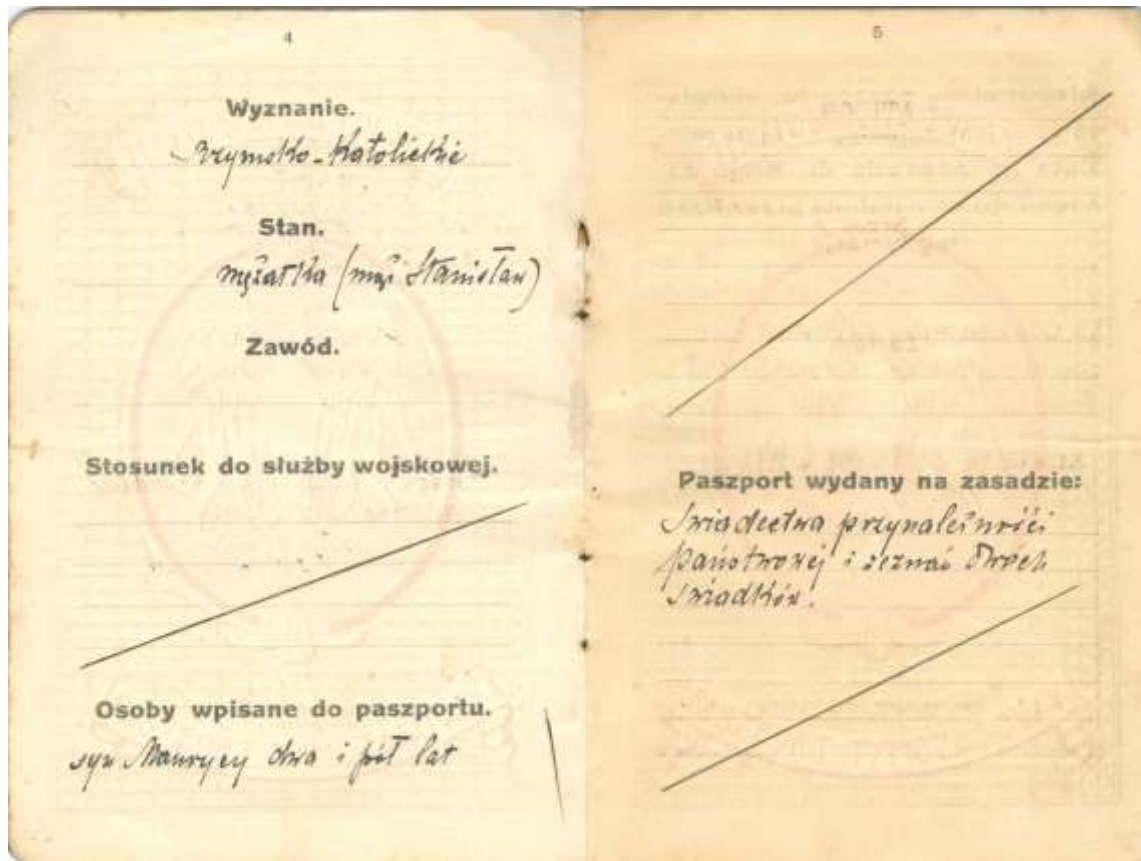 4
Wyznanie.
Rzymsko-Katolickie
Stan.
mężatka (mąż Stanisław)
Zawód.
Stosunek do służby wojskowej.
Osoby wpisane do paszportu.
syn Maurycy dwa i pół lat
5
Paszport wydany na zasadzie:
Świadectwa przynależności
państwowej i zeznań dwóch
świadków.